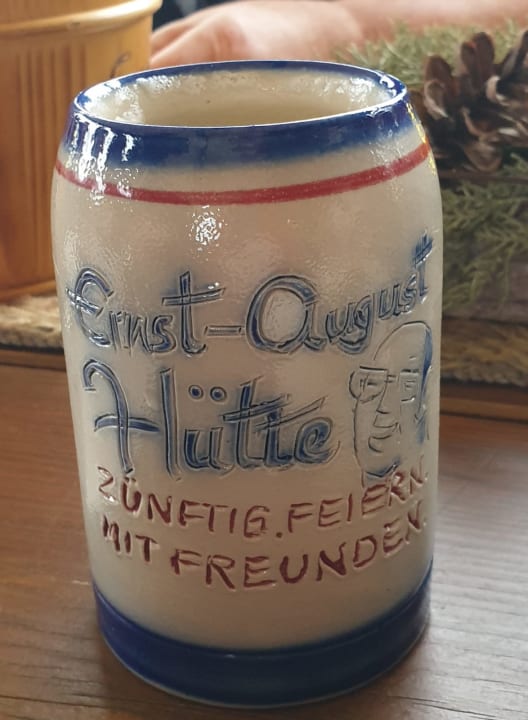 Ernst-August
Hütte
ZÜNFTIG.FEIERN.
MIT FREUNDEN.